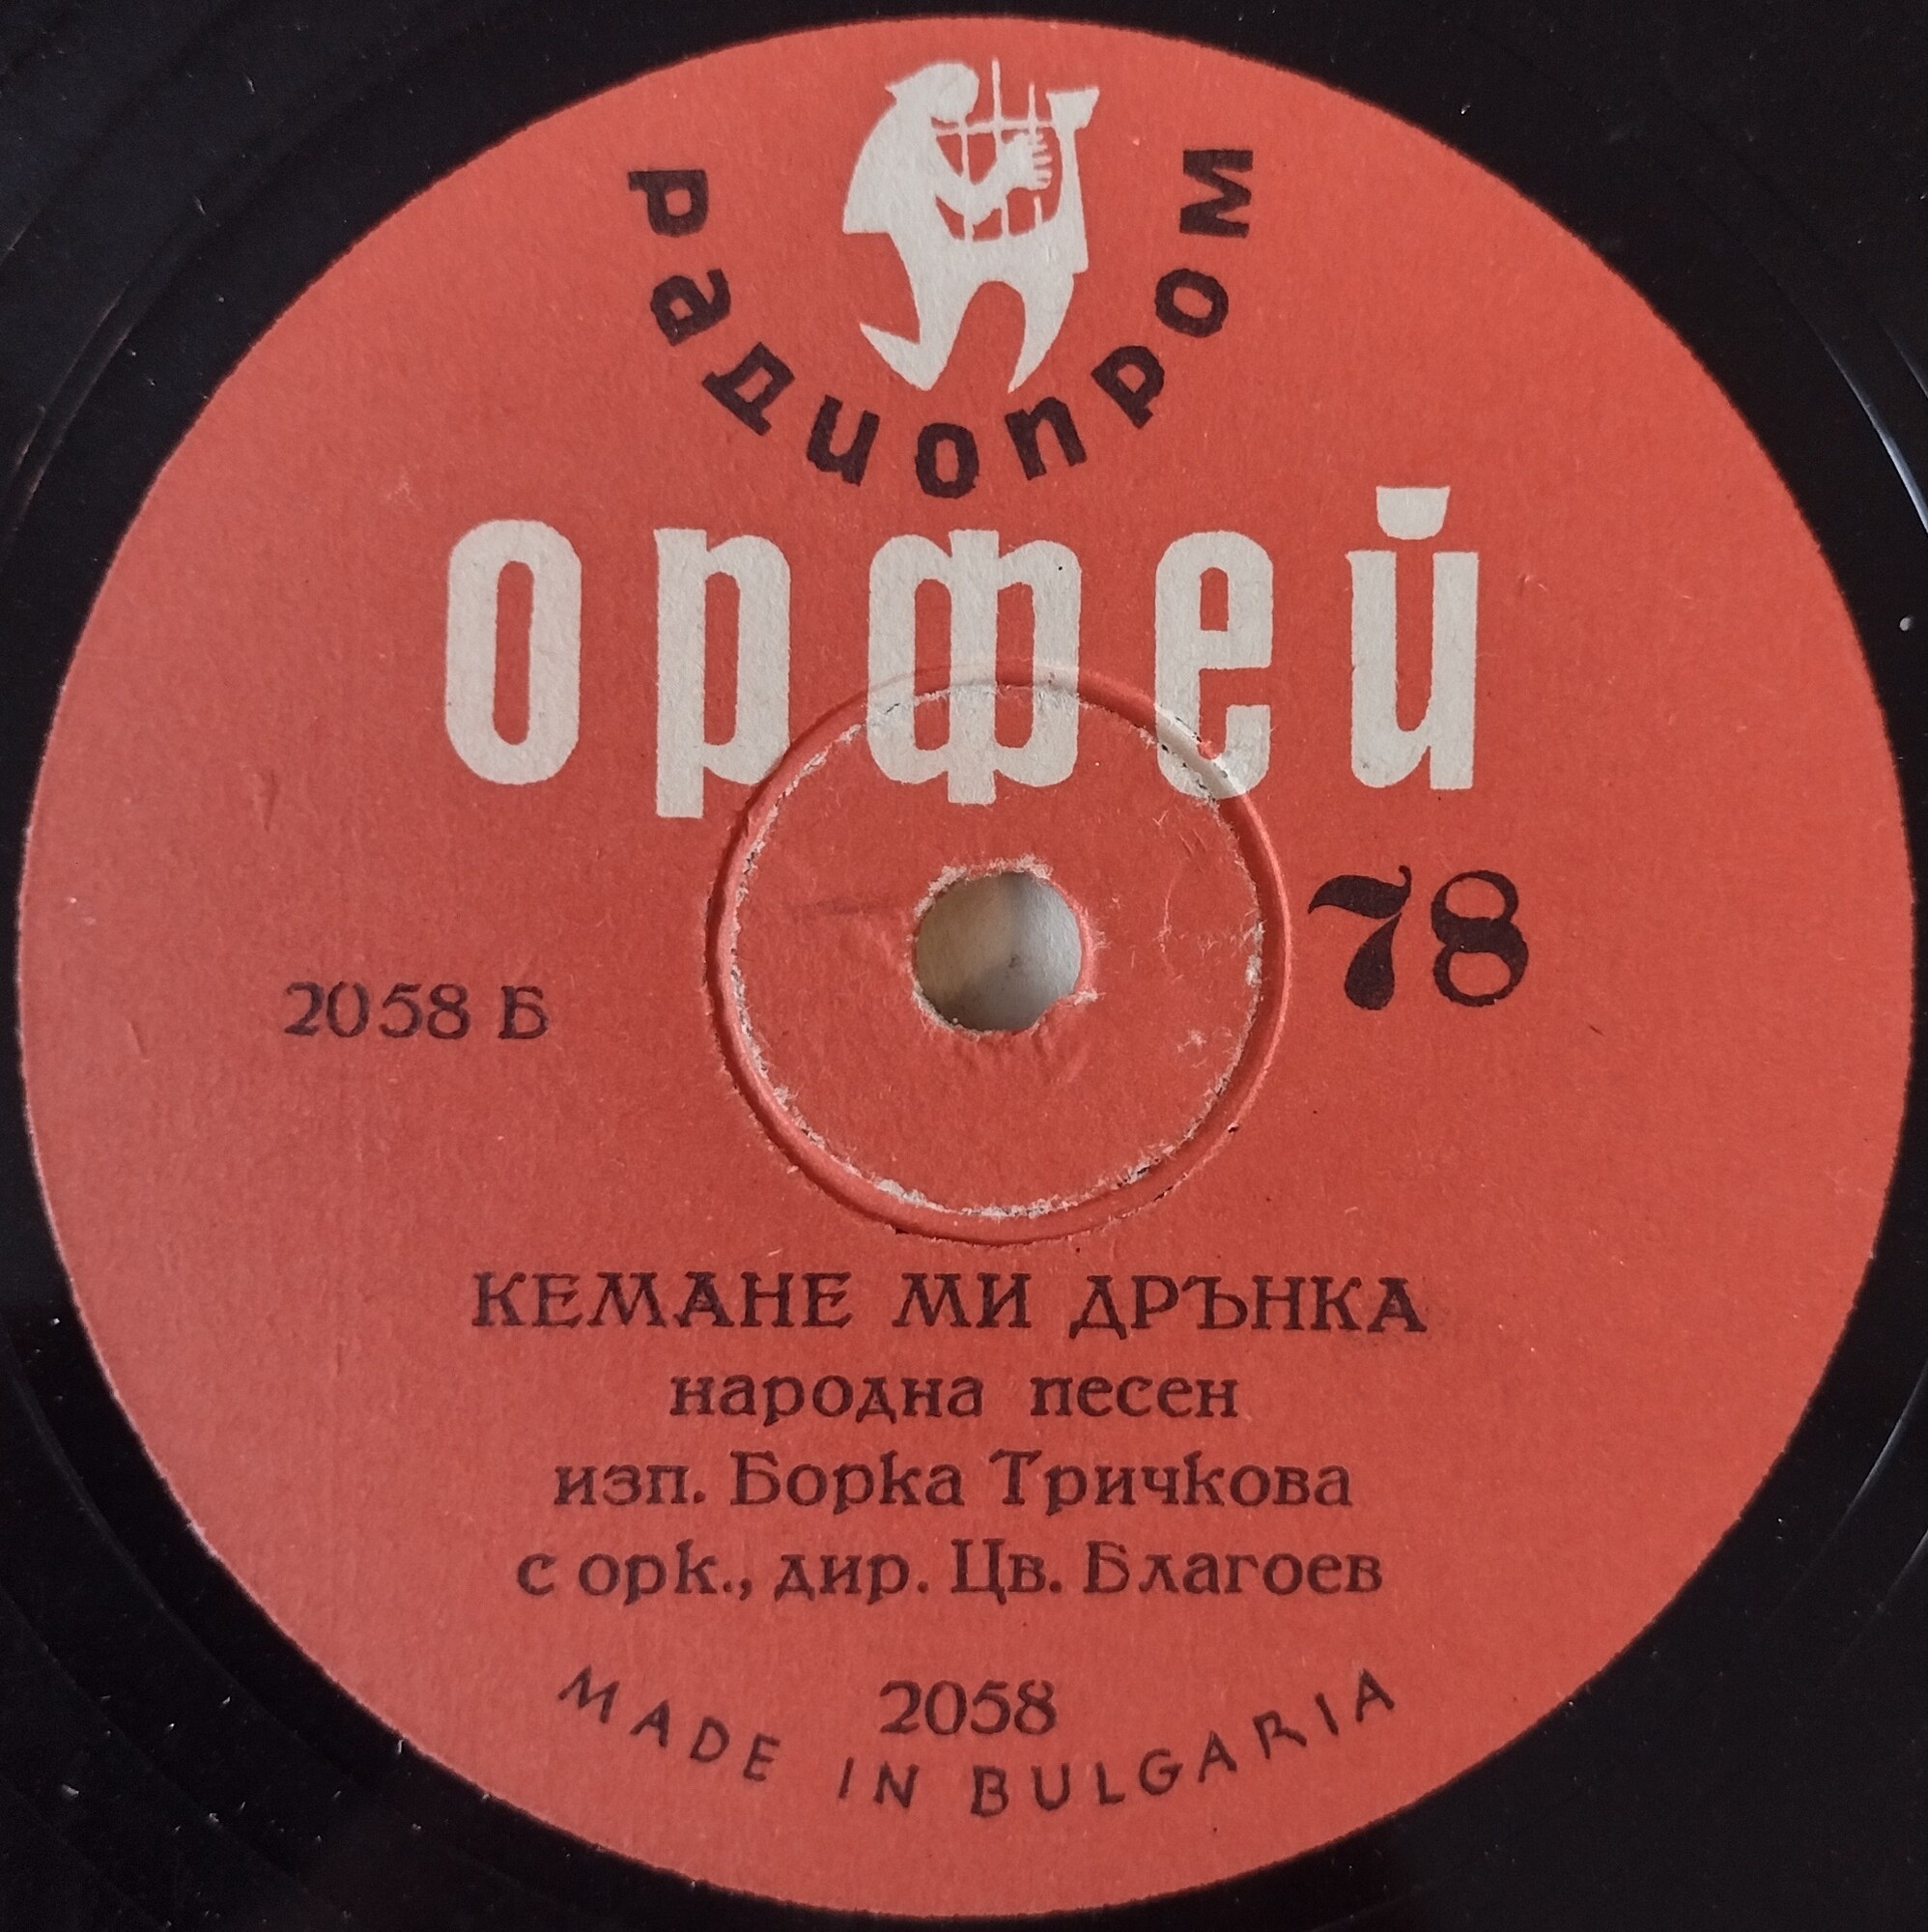 радиопром
орфей
78
2058 Б
КЕМАНЕ МИ ДРЪНКА
народна песен
изп. Борка Тричкова
с орк., дир. Цв. Благоев
2058
MADE IN BULGARIA